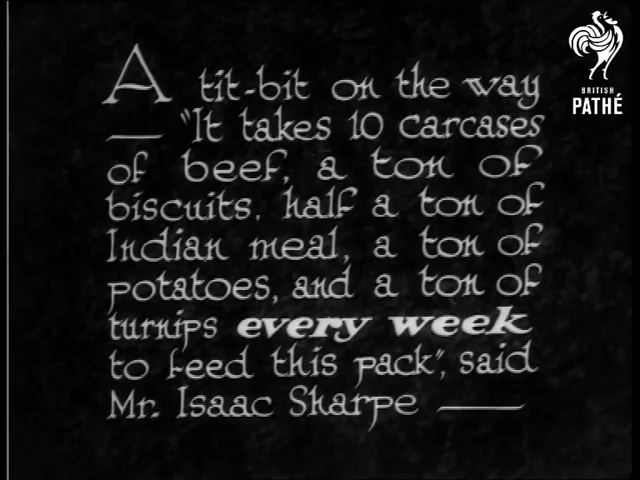 A tit-bit on the way
— "It takes 10 carcases
of beef, a ton of
biscuits. half a ton of
Indian meal, a ton of
potatoes, and a ton of
turnips every week
to feed this pack", said
Mr. Isaac Sharpe —
BRITISH
PATHÉ